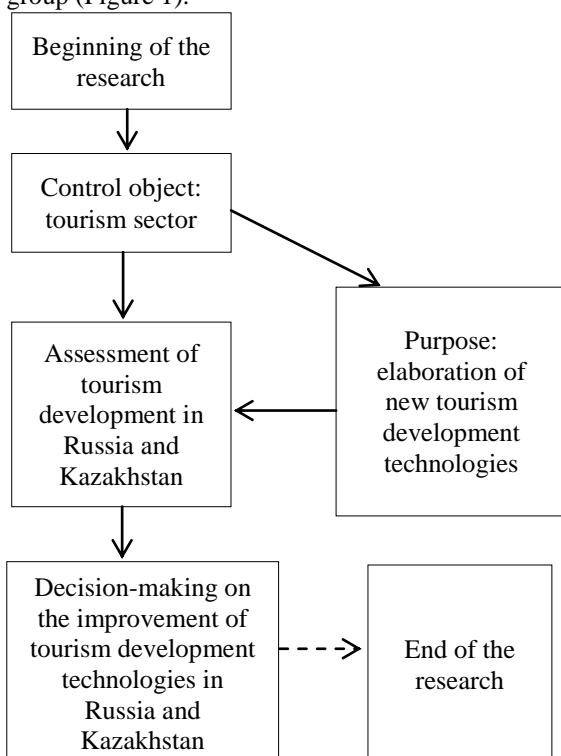 group (Figure 1).
Beginning of the
research
Control object:
tourism sector
Purpose:
elaboration of
new tourism
development
technologies
Assessment of
tourism
development in
Russia and
Kazakhstan
Decision-making on
the improvement of
tourism development
technologies in
Russia and
Kazakhstan
End of the
research